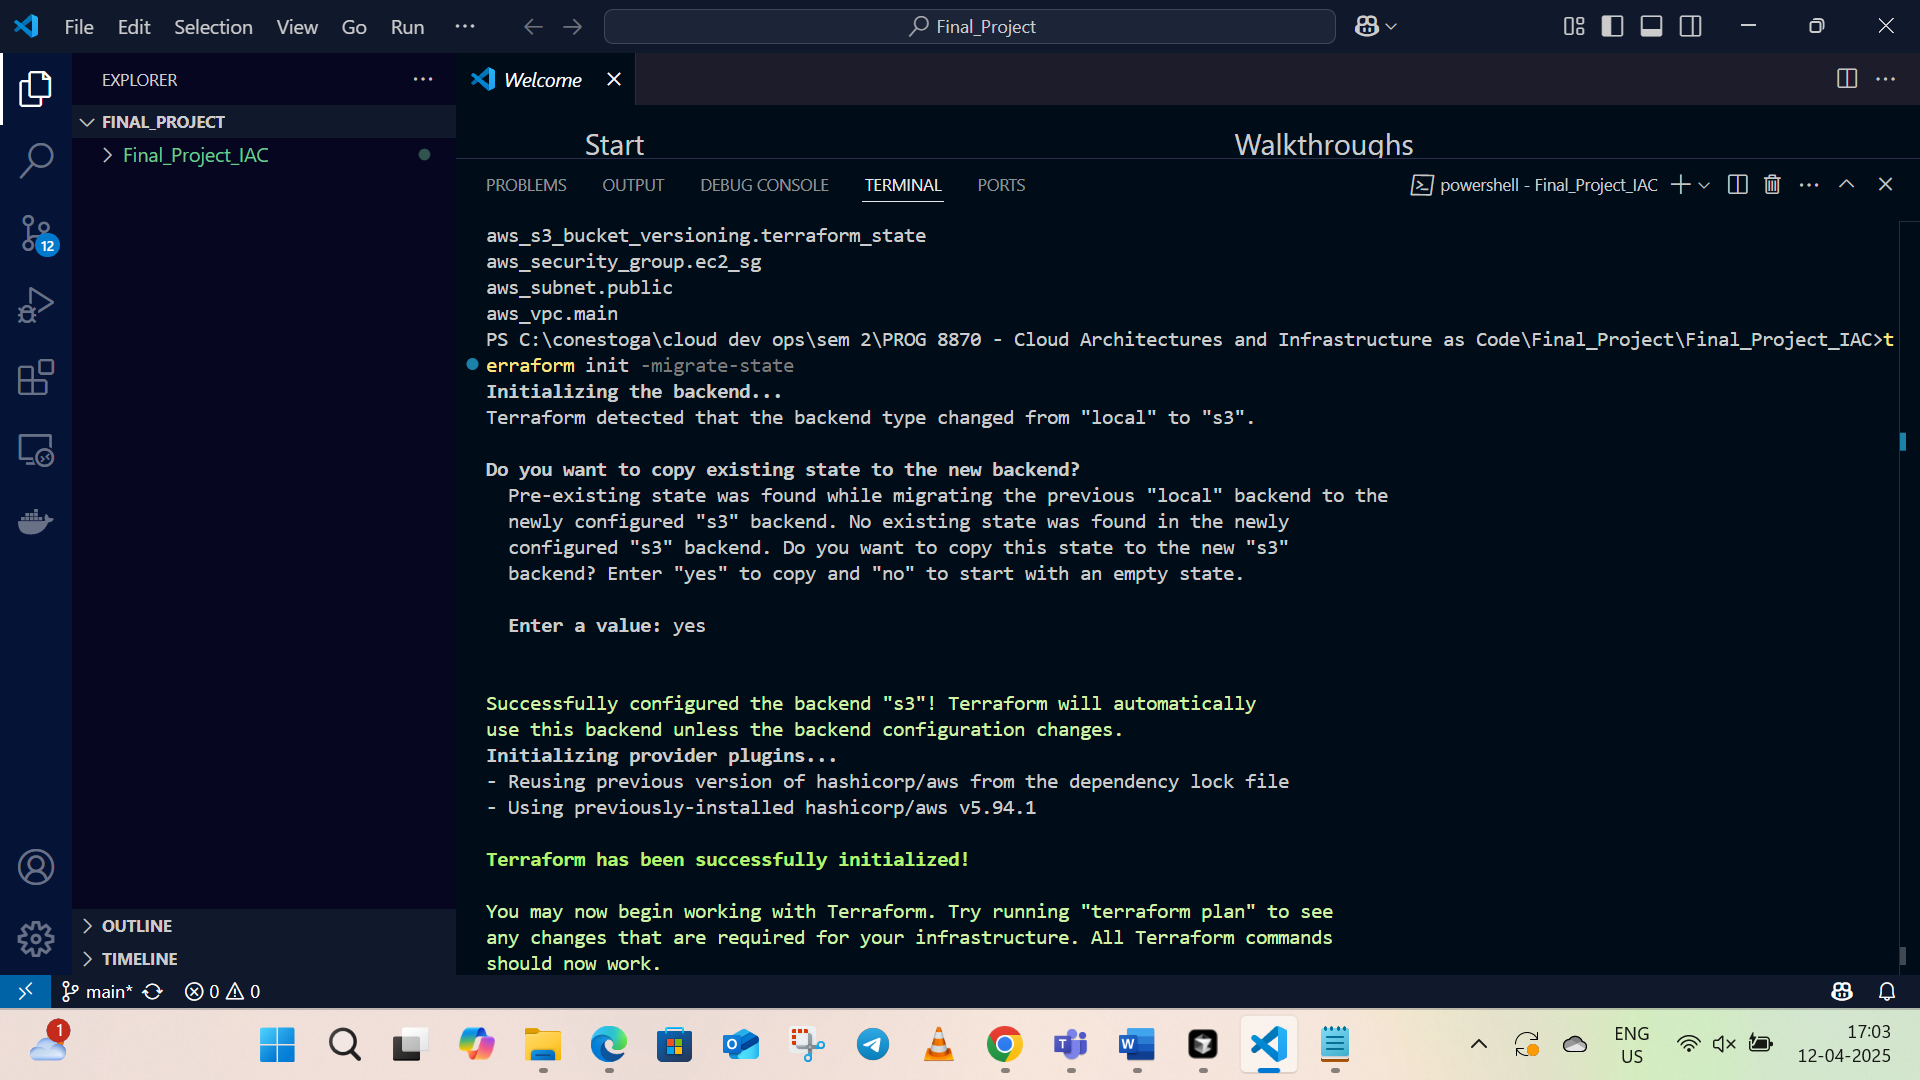 File Edit Selection View Go Run ···
Final_Project
EXPLORER
Welcome
FINAL_PROJECT
Final_Project_IAC
Start
Walkthroughs
PROBLEMS OUTPUT DEBUG CONSOLE TERMINAL PORTS
powershell - Final_Project_IAC
aws_s3_bucket_versioning.terraform_state
aws_security_group.ec2_sg
aws_subnet.public
aws_vpc.main
PS C:\conestoga\cloud dev ops\sem 2\PROG 8870 - Cloud Architectures and Infrastructure as Code\Final_Project\Final_Project_IAC>t
erraform init -migrate-state
Initializing the backend...
Terraform detected that the backend type changed from "local" to "s3".
Do you want to copy existing state to the new backend?
Pre-existing state was found while migrating the previous "local" backend to the
newly configured "s3" backend. No existing state was found in the newly
configured "s3" backend. Do you want to copy this state to the new "s3"
backend? Enter "yes" to copy and "no" to start with an empty state.
Enter a value: yes
Successfully configured the backend "s3"! Terraform will automatically
use this backend unless the backend configuration changes.
Initializing provider plugins...
- Reusing previous version of hashicorp/aws from the dependency lock file
- Using previously-installed hashicorp/aws v5.94.1
Terraform has been successfully initialized!
You may now begin working with Terraform. Try running "terraform plan" to see
any changes that are required for your infrastructure. All Terraform commands
should now work.
12
OUTLINE
TIMELINE
main* 0 0
1
ENG
US
17:03
12-04-2025